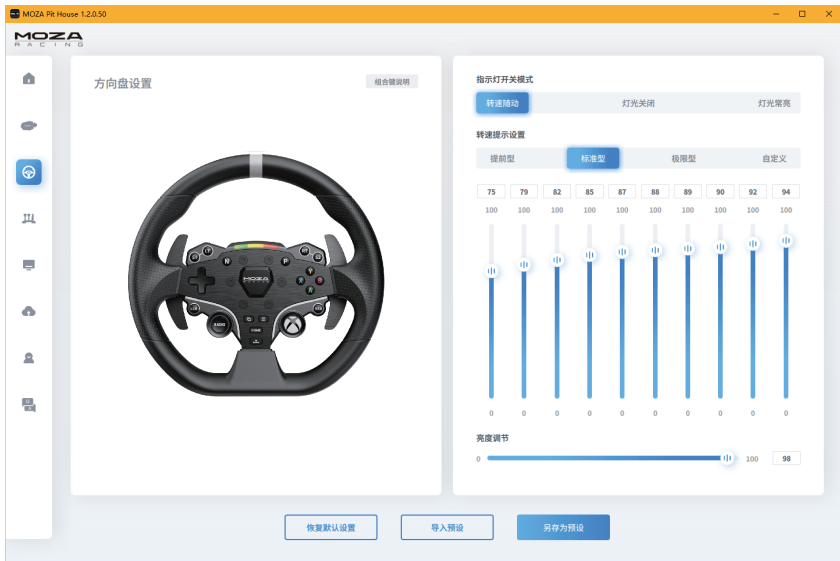 MOZA Pit House 1.2.0.50
MOZA
RACING
方向盘设置
组合键说明
指示灯开关模式
转速随动 灯光关闭 灯光常亮
转速提示设置
提前型 标准型 极限型 自定义
75 79 82 85 87 88 89 90 92 94
100 100 100 100 100 100 100 100 100 100
N P
Y
X B
A
MOZA
RADIO
0 0 0 0 0 0 0 0 0 0
亮度调节
0 100 98
恢复默认设置 导入预设 另存为预设